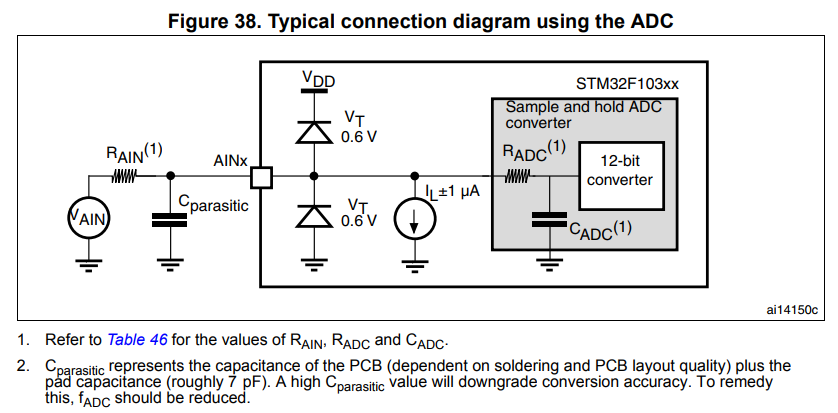 Figure 38. Typical connection diagram using the ADC
VDD
STM32F103xx
Sample and hold ADC
converter
VT
0.6 V
RAIN(1)
AINx
RADC(1)
12-bit
converter
VAIN
Cparasitic
VT
0.6 V
IL±1 µA
CADC(1)
ai14150c
1. Refer to Table 46 for the values of RAIN, RADC and CADC.
2. Cparasitic represents the capacitance of the PCB (dependent on soldering and PCB layout quality) plus the
pad capacitance (roughly 7 pF). A high Cparasitic value will downgrade conversion accuracy. To remedy
this, fADC should be reduced.